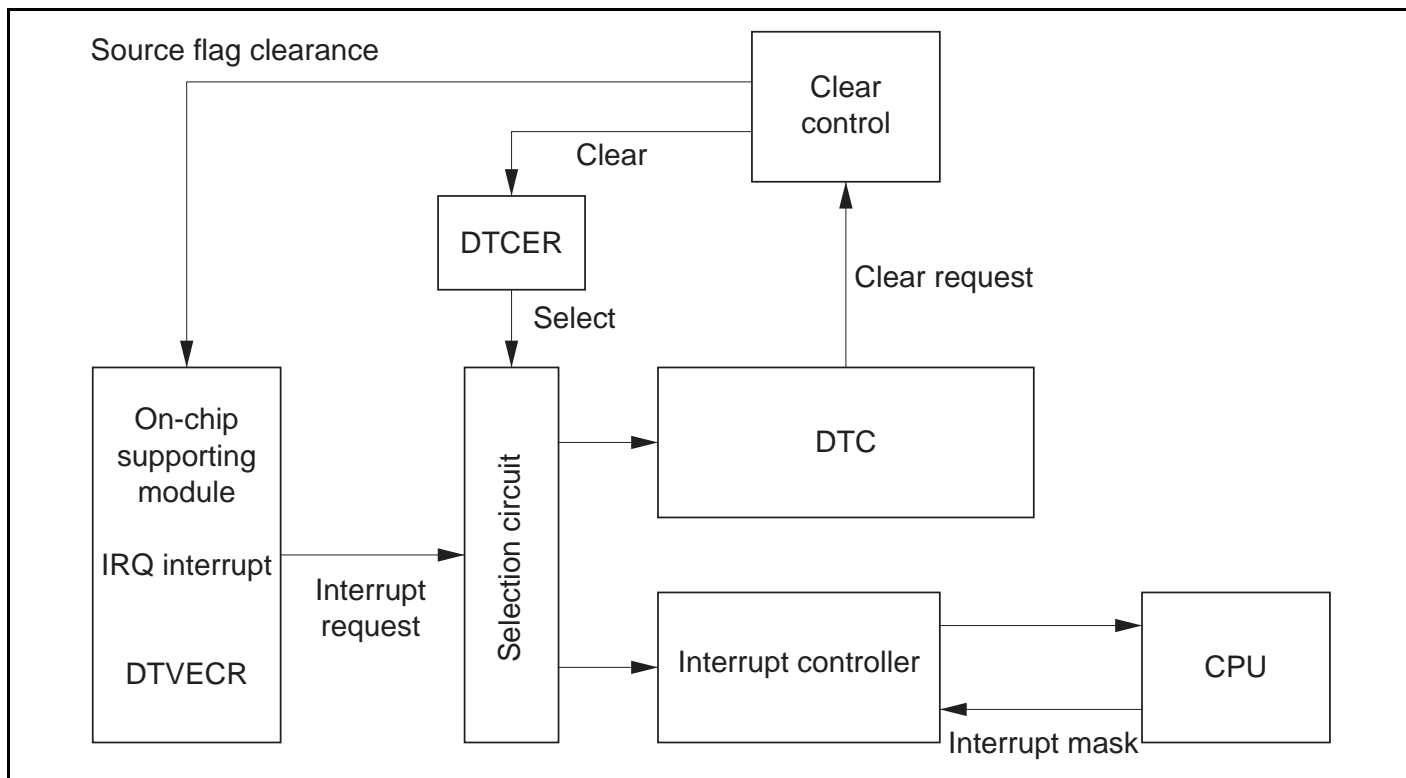 Source flag clearance
Clear
control
Clear
DTCER
Clear request
Select
On-chip
supporting
module
DTC
Selection circuit
IRQ interrupt
Interrupt
request
DTVECR
Interrupt controller
CPU
Interrupt mask